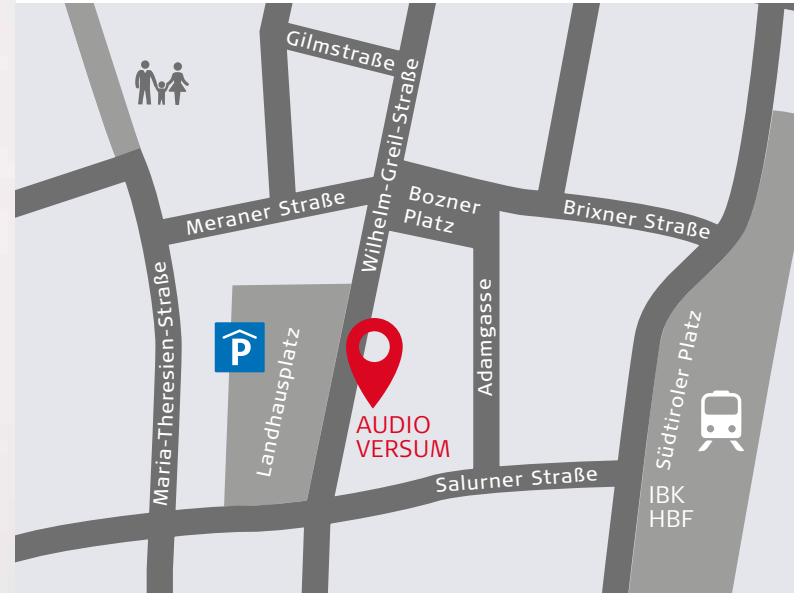 Gilmstraße
Wilhelm-Greil-Straße
Meraner Straße
Bozner
Platz
Brixner Straße
Maria-Theresien-Straße
P
Landhausplatz
AUDIO
VERSUM
Adamgasse
Südtiroler Platz
Salurner Straße
IBK
HBF